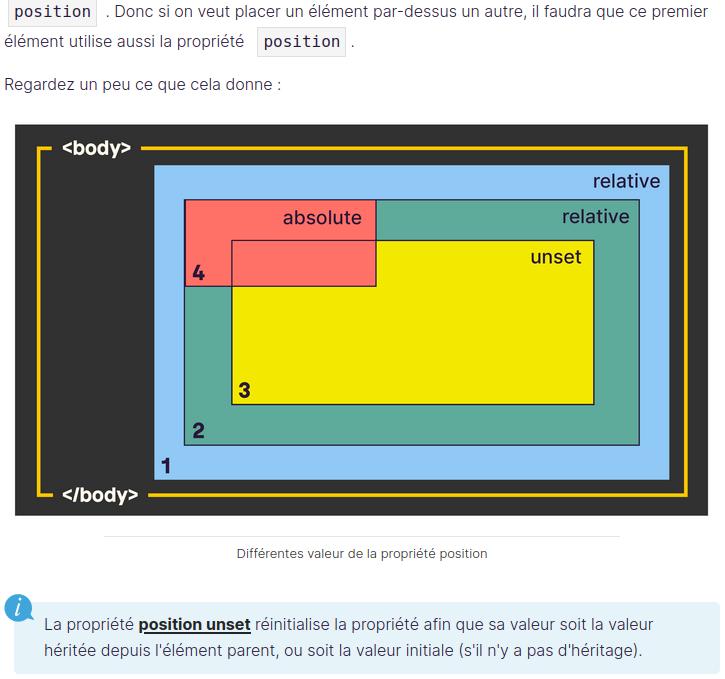 position . Donc si on veut placer un élément par-dessus un autre, il faudra que ce premier
élément utilise aussi la propriété position .
Regardez un peu ce que cela donne :
<body>
relative
absolute
relative
unset
4
3
2
1
</body>
Différentes valeur de la propriété position
i
La propriété position unset réinitialise la propriété afin que sa valeur soit la valeur
héritée depuis l'élément parent, ou soit la valeur initiale (s'il n'y a pas d'héritage).